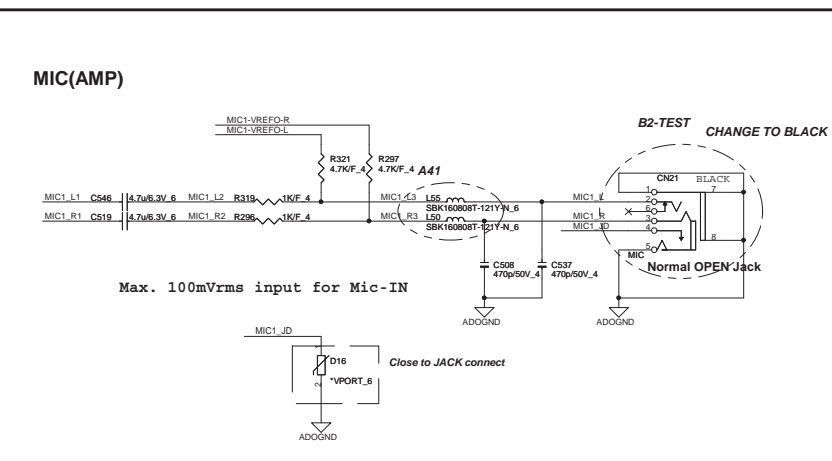 MIC(AMP)
MIC1-VREFO-R
MIC1-VREFO-L
B2-TEST
CHANGE TO BLACK
R321
4.7K/F_4
R297
4.7K/F_4
A41
CN21 BLACK
MIC1_L1 C546 4.7u/6.3V_6 MIC1_L2 R319 1K/F_4 MIC1_L3 L55 MIC1_L 1 7
SBK160808T-121Y-N_6 2
6
MIC1_R1 C519 4.7u/6.3V_6 MIC1_R2 R296 1K/F_4 MIC1_R3 L50 MIC1_R 3
SBK160808T-121Y-N_6 MIC1_JD 4
8
5
MIC
Normal OPEN Jack
C508
470p/50V_4
C537
470p/50V_4
Max. 100mVrms input for Mic-IN
ADOGND
ADOGND
MIC1_JD
1
D16
Close to JACK connect
2
*VPORT_6
ADOGND